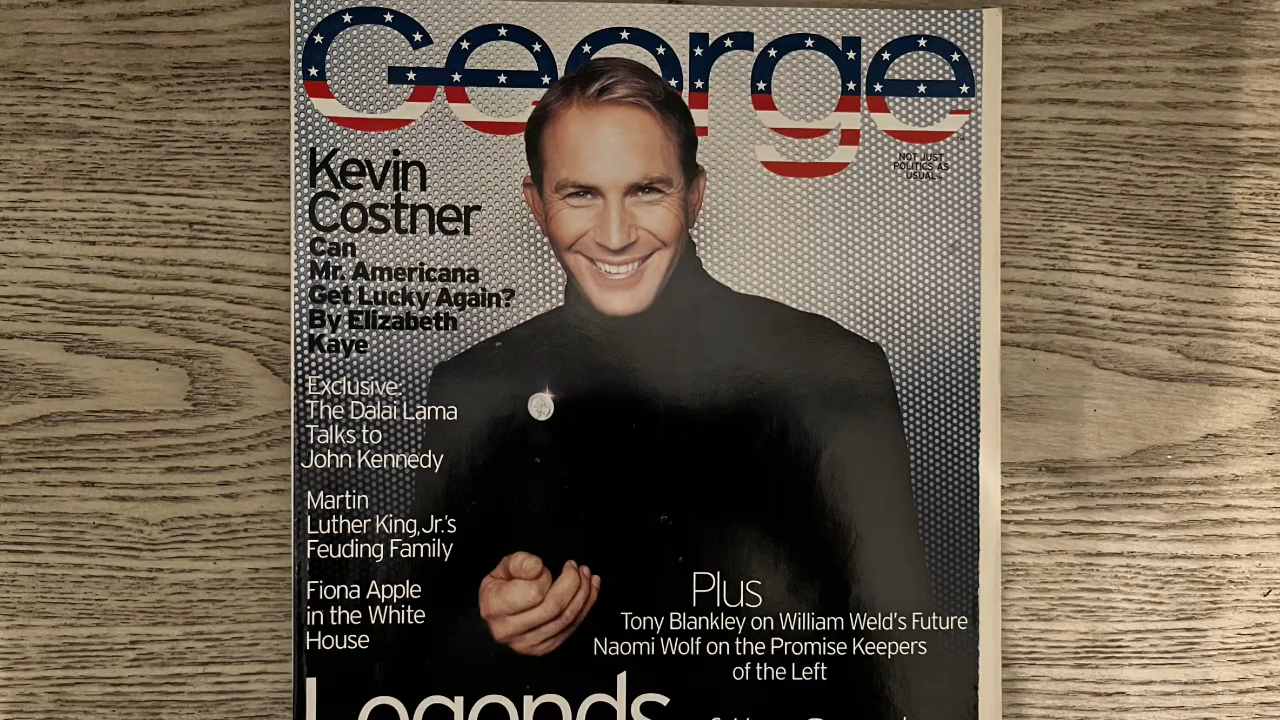 George
NOT JUST
POLITICS AS
USUAL
Kevin
Costner
Can
Mr. Americana
Get Lucky Again?
By Elizabeth
Kaye
Exclusive:
The Dalai Lama
Talks to
John Kennedy
Martin
Luther King, Jr.'s
Feuding Family
Fiona Apple
in the White
House
Plus
Tony Blankley on William Weld's Future
Naomi Wolf on the Promise Keepers
of the Left
Legends